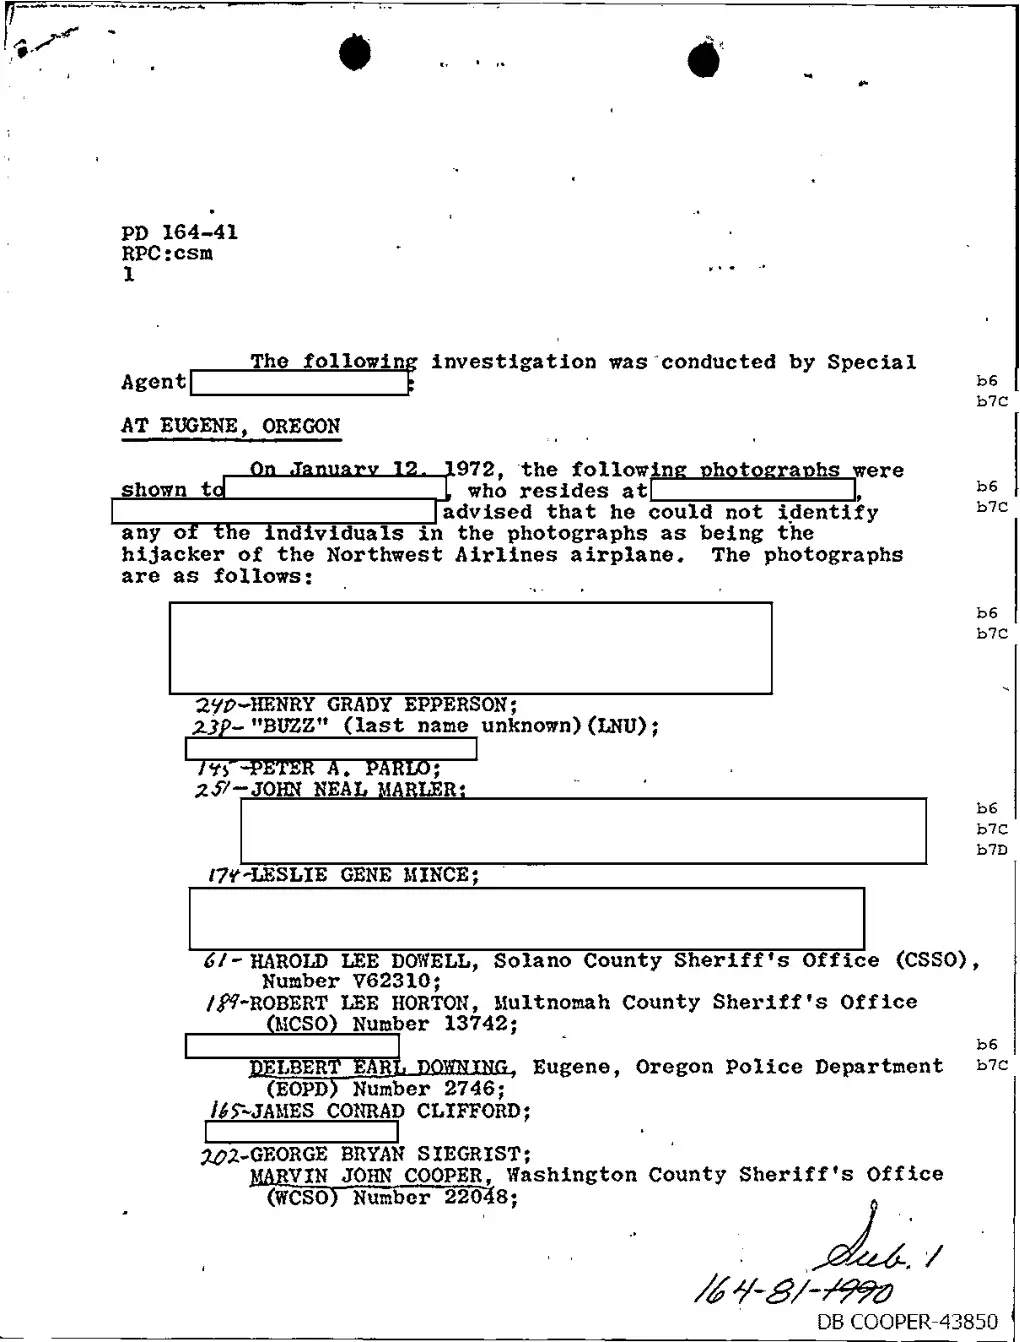 PD 164-41
RPC:csm
1
The following investigation was conducted by Special
Agent :
b6
b7C
AT EUGENE, OREGON
On January 12, 1972, the following photographs were
shown to , who resides at ,
b6
advised that he could not identify
b7C
any of the individuals in the photographs as being the
hijacker of the Northwest Airlines airplane. The photographs
are as follows:
b6
b7C
240-HENRY GRADY EPPERSON;
238- "BUZZ" (last name unknown)(LNU);
145-PETER A. PARLO;
251-JOHN NEAL MARLER;
b6
b7C
b7D
174-LESLIE GENE MINCE;
61- HAROLD LEE DOWELL, Solano County Sheriff's Office (CSSO),
Number V62310;
189-ROBERT LEE HORTON, Multnomah County Sheriff's Office
(MCSO) Number 13742;
b6
DELBERT EARL DOWNING, Eugene, Oregon Police Department
b7C
(EOPD) Number 2746;
165-JAMES CONRAD CLIFFORD;
202-GEORGE BRYAN SIEGRIST;
MARVIN JOHN COOPER, Washington County Sheriff's Office
(WCSO) Number 22048;
Sub. 1
164-81-1990
DB COOPER-43850